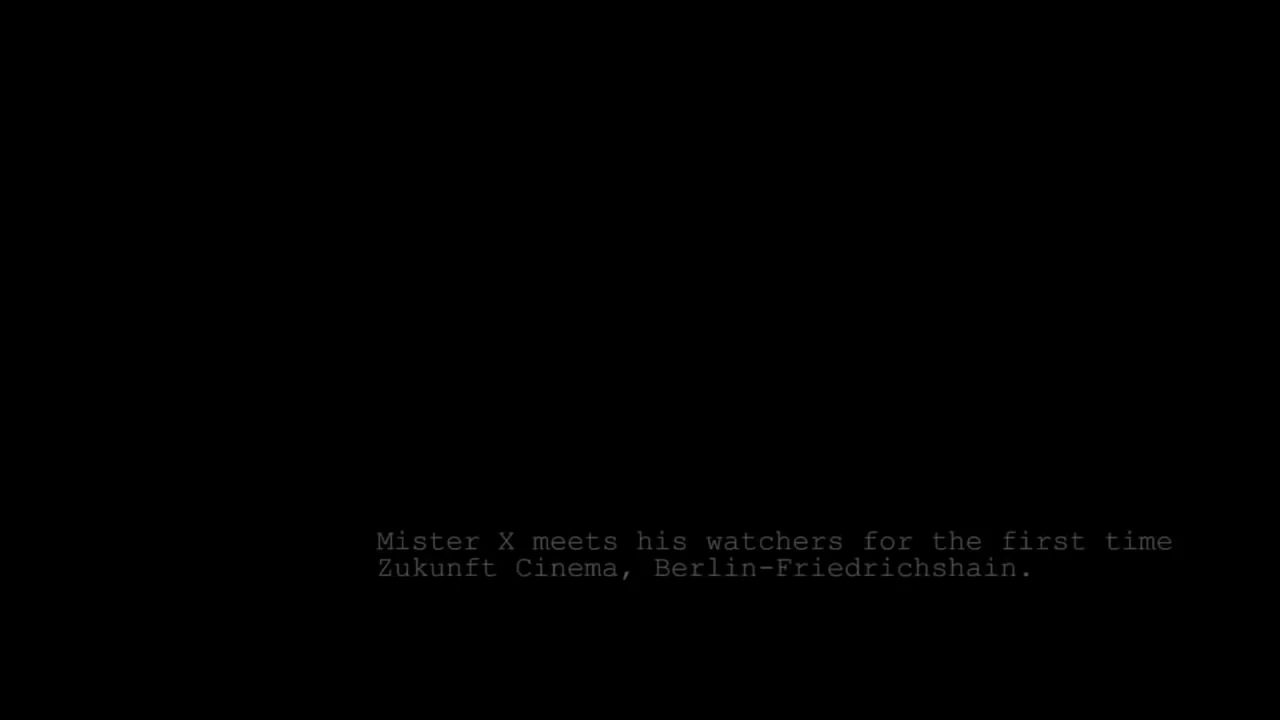 Mister X meets his watchers for the first time
Zukunft Cinema, Berlin-Friedrichshain.